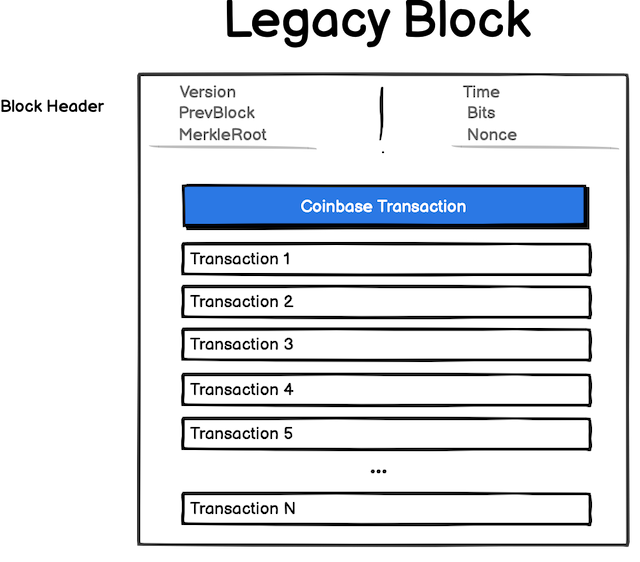 Legacy Block
Block Header
Version
PrevBlock
MerkleRoot
Time
Bits
Nonce
Coinbase Transaction
Transaction 1
Transaction 2
Transaction 3
Transaction 4
Transaction 5
...
Transaction N